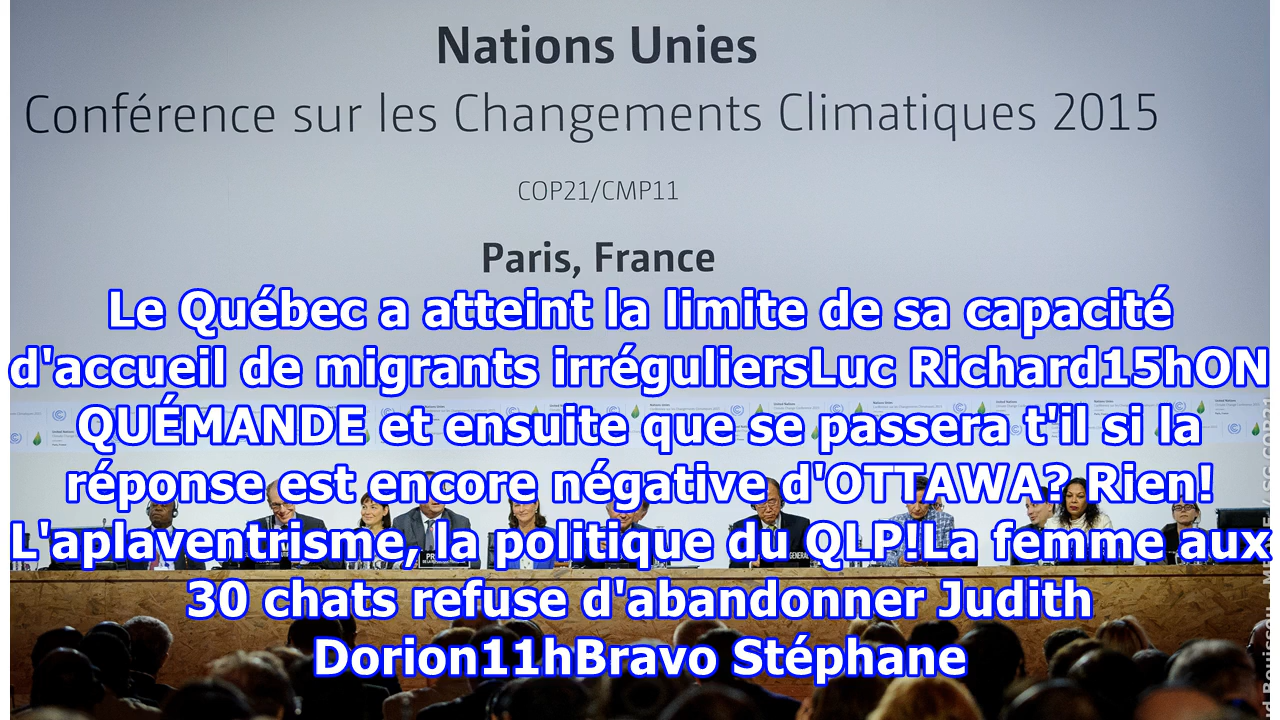 Nations Unies
Conférence sur les Changements Climatiques 2015
COP21/CMP11
Paris, France
Le Québec a atteint la limite de sa capacité
d'accueil de migrants irréguliersLuc Richard15hON
QUÉMANDE et ensuite que se passera t'il si la
réponse est encore négative d'OTTAWA? Rien!
L'aplaventrisme, la politique du QLP!La femme aux
30 chats refuse d'abandonner Judith
Dorion11hBravo Stéphane